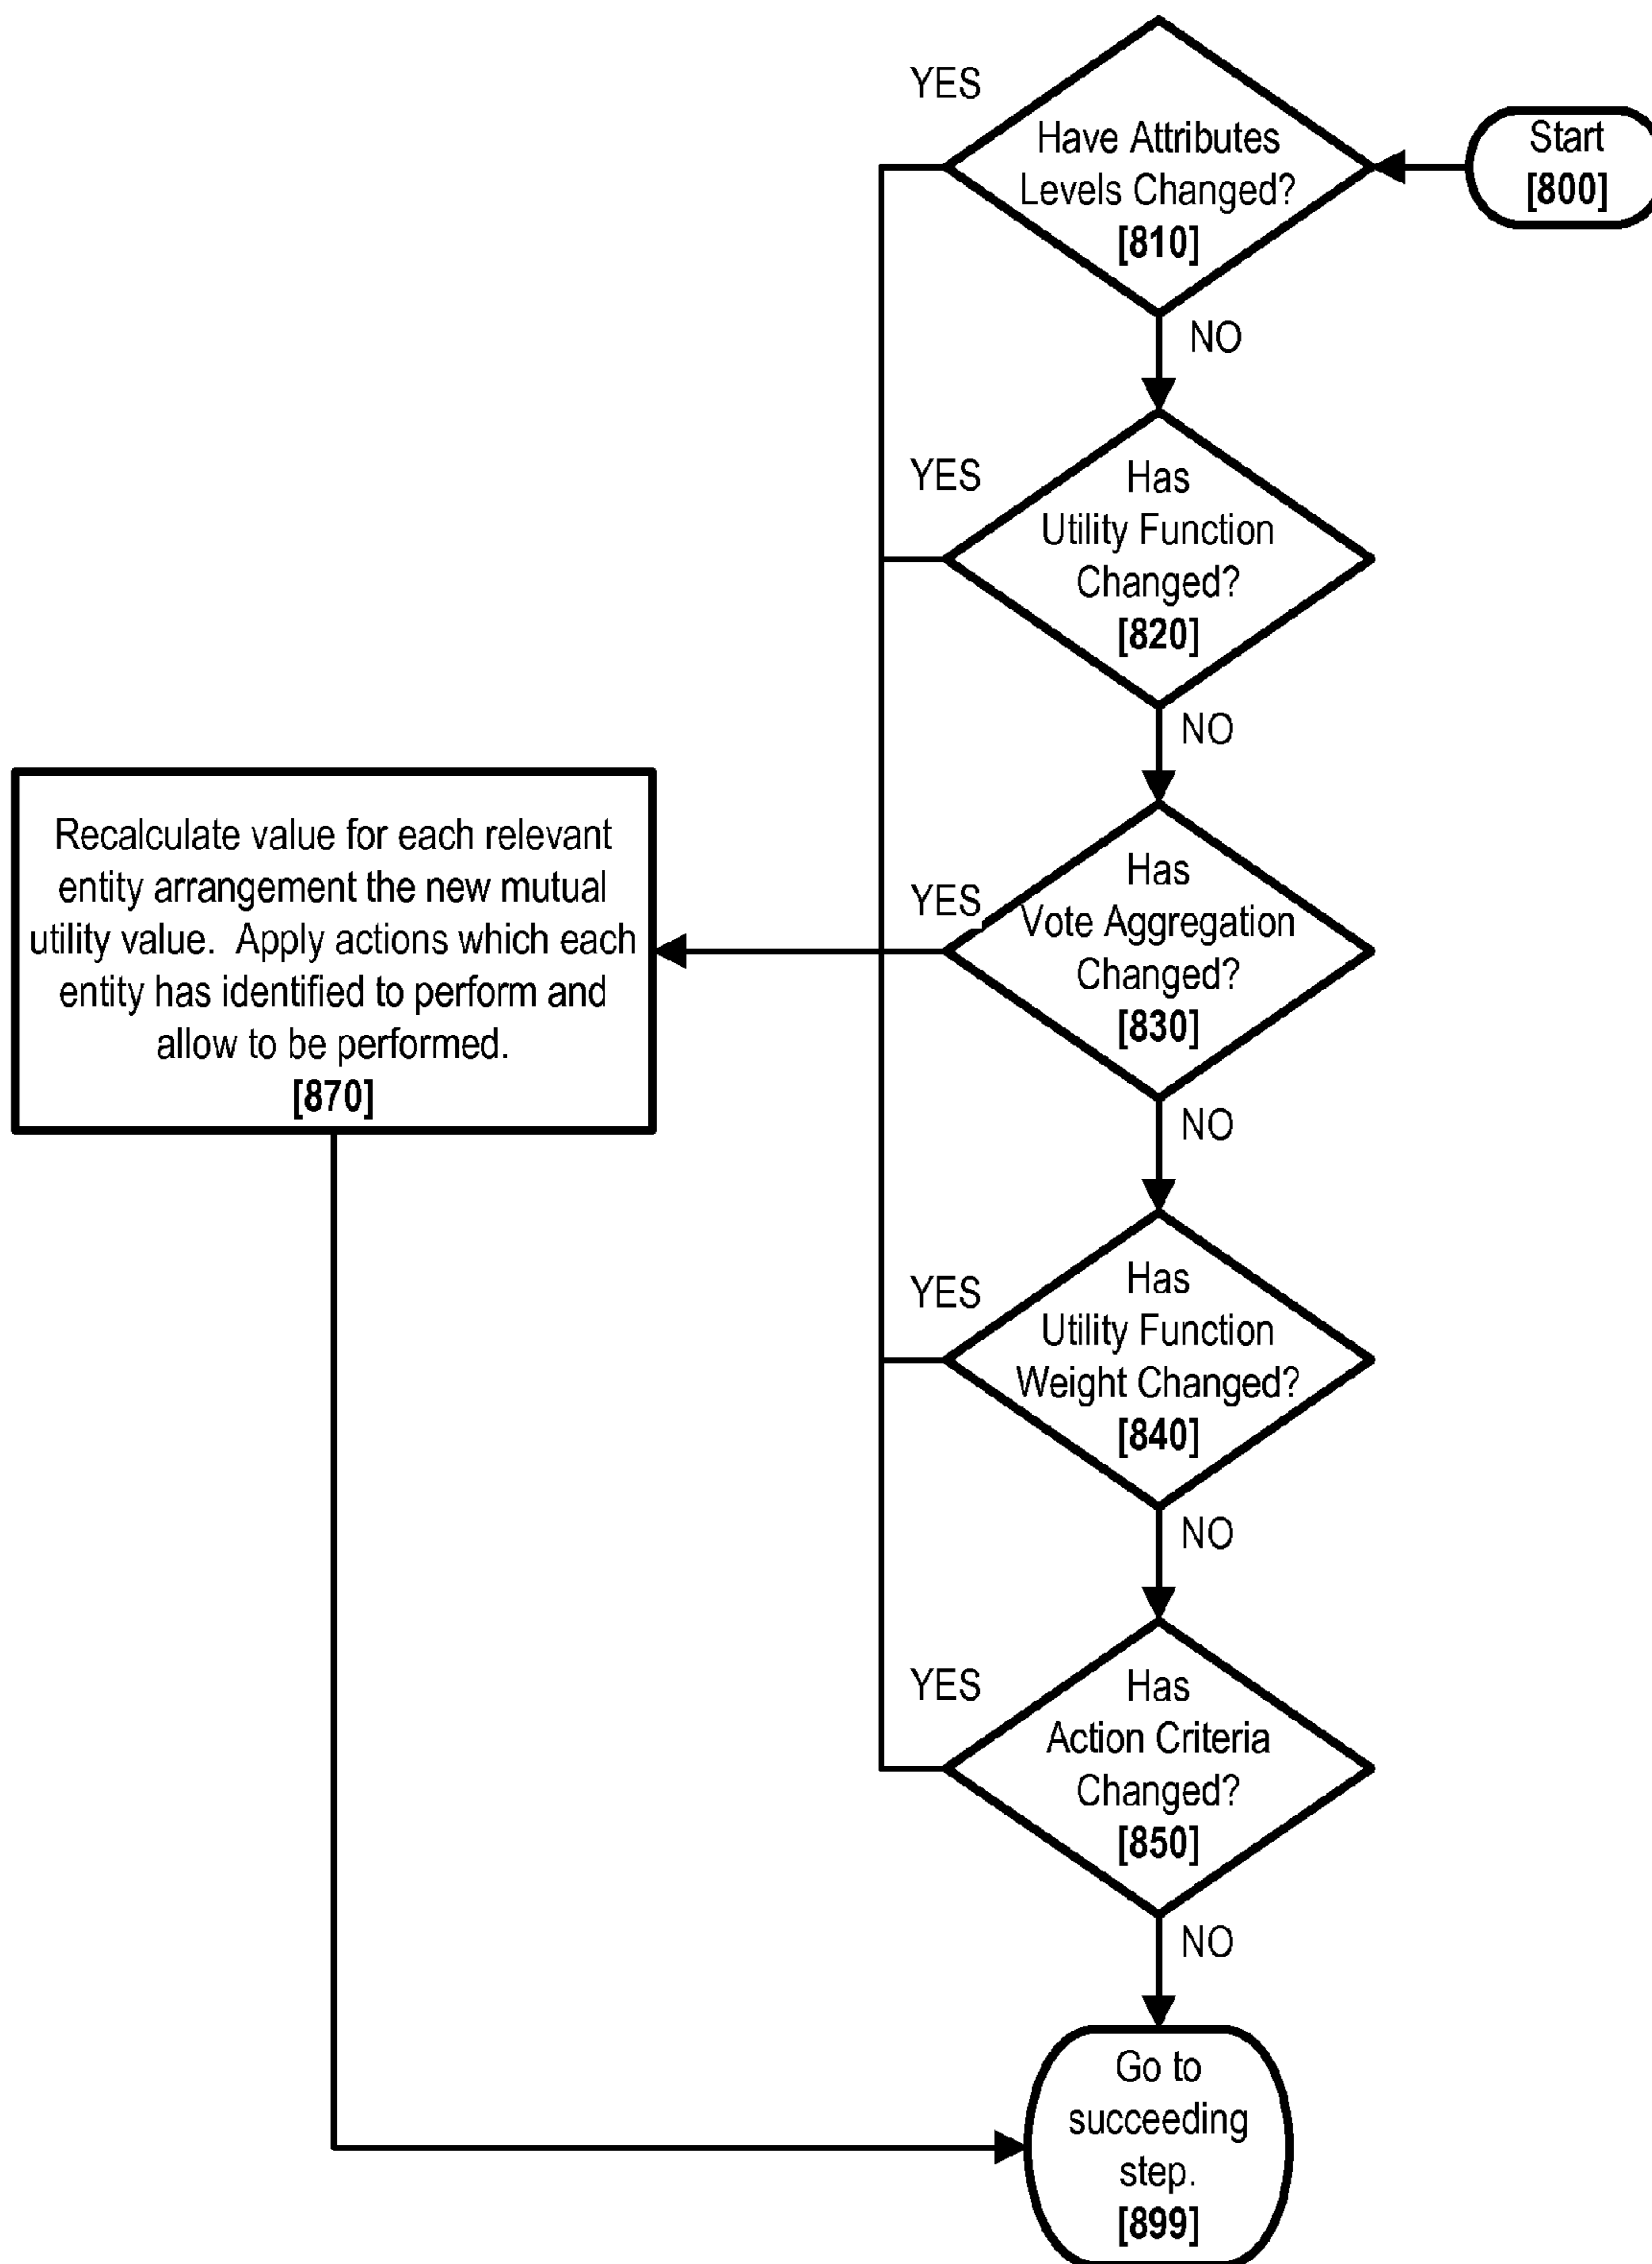 YES
Have Attributes
Levels Changed?
[810]
Start
[800]
NO
YES
Has
Utility Function
Changed?
[820]
NO
Recalculate value for each relevant
entity arrangement the new mutual
utility value. Apply actions which each
entity has identified to perform and
allow to be performed.
[870]
YES
Has
Vote Aggregation
Changed?
[830]
NO
YES
Has
Utility Function
Weight Changed?
[840]
NO
YES
Has
Action Criteria
Changed?
[850]
NO
Go to
succeeding
step.
[899]